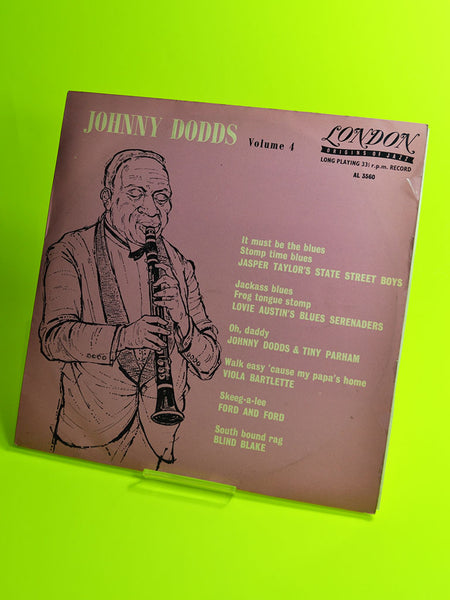 JOHNNY DODDS Volume 4
LONDON
ORIGINS OF JAZZ
LONG PLAYING 33⅓ r.p.m. RECORD
AL 3560
It must be the blues
Stomp time blues
JASPER TAYLOR'S STATE STREET BOYS
Jackass blues
Frog tongue stomp
LOVIE AUSTIN'S BLUES SERENADERS
Oh, daddy
JOHNNY DODDS & TINY PARHAM
Walk easy 'cause my papa's home
VIOLA BARTLETTE
Skeeg-a-lee
FORD AND FORD
South bound rag
BLIND BLAKE